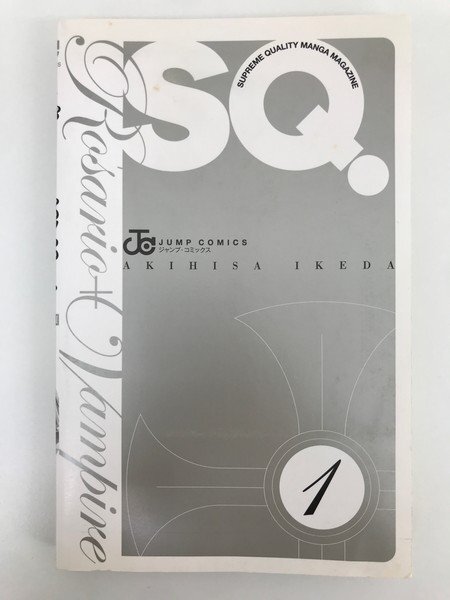 SQ.
SUPREME QUALITY MANGA MAGAZINE
Rosario+Vampire
JUMP COMICS
ジャンプ・コミックス
AKIHISA IKEDA
1